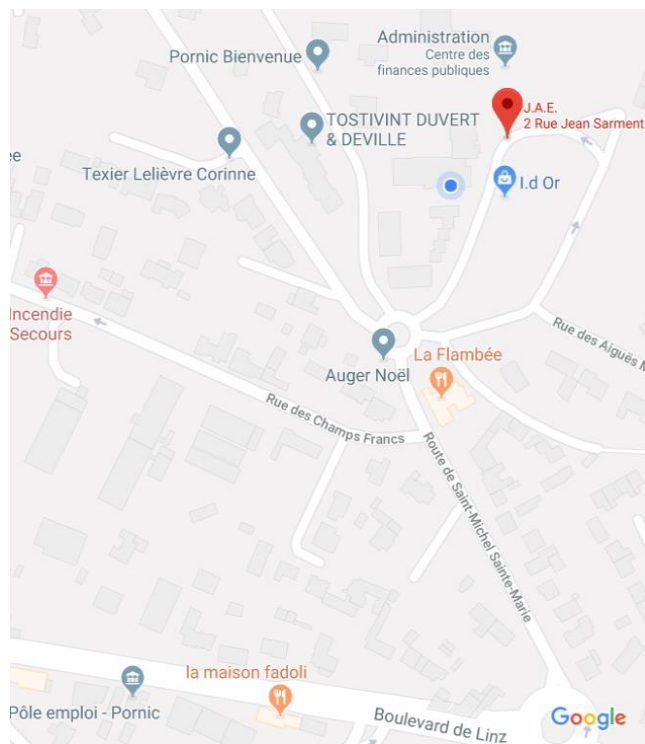 Administration
Centre des
finances publiques
Pornic Bienvenue
J.A.E.
2 Rue Jean Sarment
TOSTIVINT DUVERT
& DEVILLE
ee
Texier Lelièvre Corinne
I.d Or
Incendie
Secours
Rue des Aigues M
La Flambée
Auger Noël
Rue des Champs Francs
Route de Saint-Michel Sainte-Marie
la maison fadoli
Pôle emploi - Pornic
Boulevard de Linz
Google